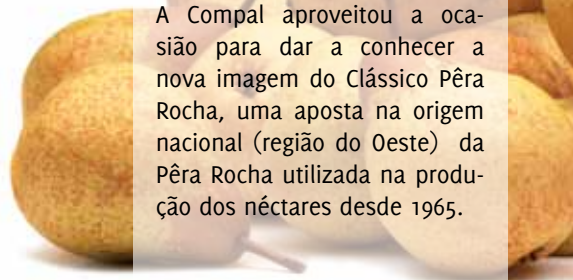 A Compal aproveitou a oca-
sião para dar a conhecer a
nova imagem do Clássico Pêra
Rocha, uma aposta na origem
nacional (região do Oeste) da
Pêra Rocha utilizada na produ-
ção dos néctares desde 1965.